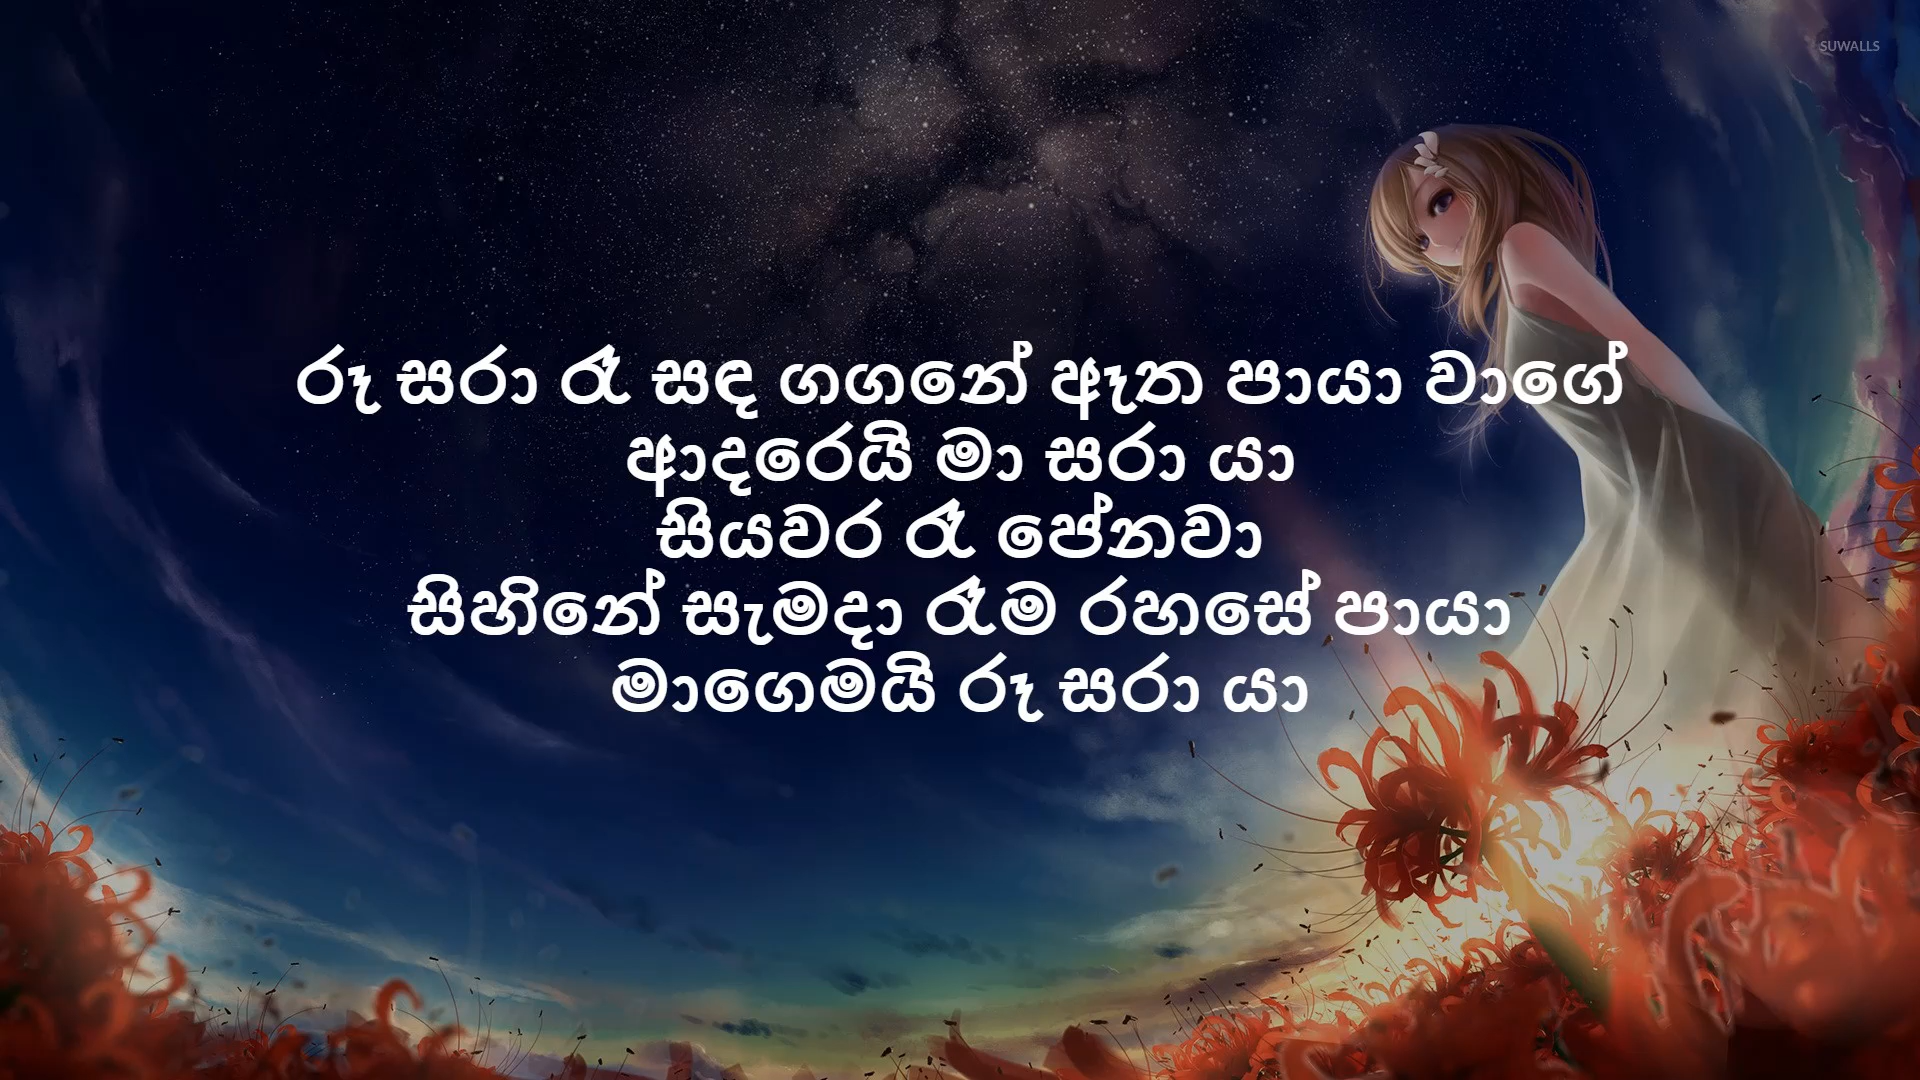 SUWALLS
රූ සරා රෑ සඳ ගගනේ ඈත පායා වාගේ
ආදරෙයි මා සරා යා
සියවර රෑ පේනවා
සිහිනේ සැමදා රෑම රහසේ පායා
මාගෙමයි රූ සරා යා